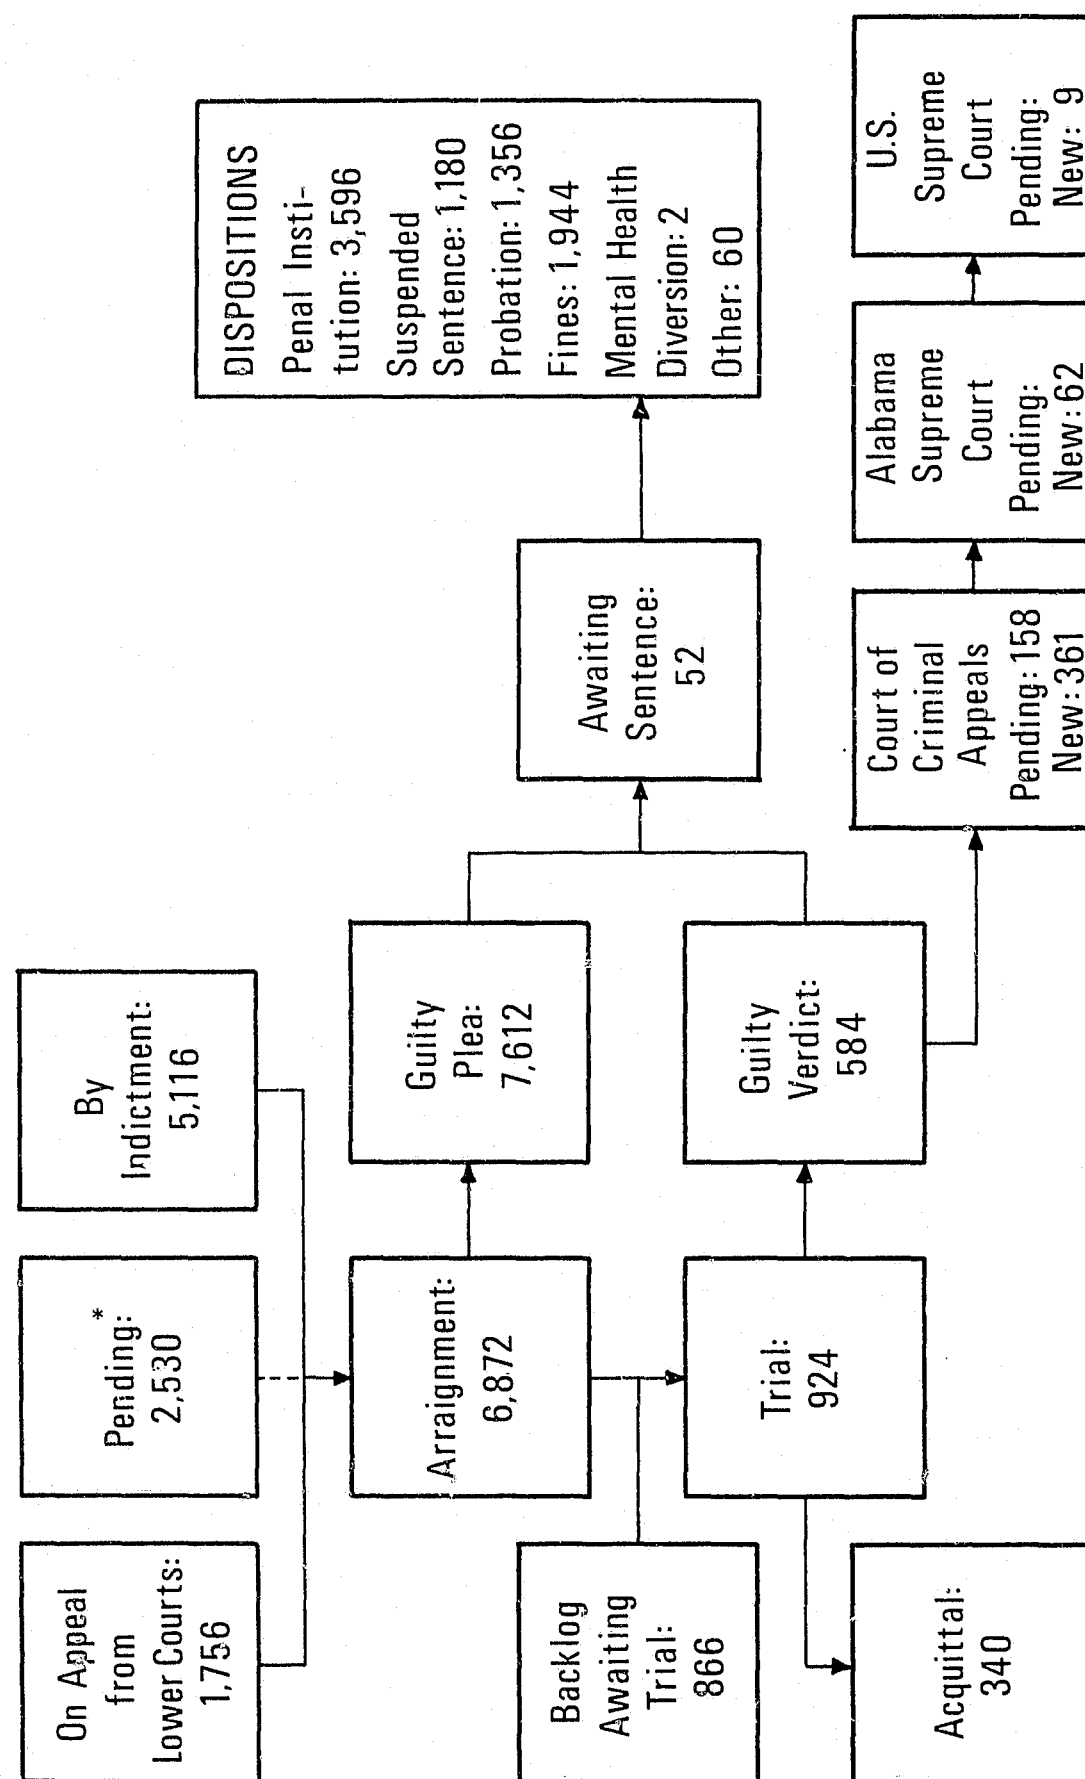 On Appeal
from
Lower Courts:
1,756
Pending:*
2,530
By
Indictment:
5,116
Arraignment:
6,872
Guilty
Plea:
7,612
Backlog
Awaiting
Trial:
866
Trial:
924
Guilty
Verdict:
584
Acquittal:
340
Awaiting
Sentence:
52
DISPOSITIONS
Penal Insti-
tution: 3,596
Suspended
Sentence: 1,180
Probation: 1,356
Fines: 1,944
Mental Health
Diversion: 2
Other: 60
Court of
Criminal
Appeals
Pending: 158
New: 361
Alabama
Supreme
Court
Pending:
New: 62
U.S.
Supreme
Court
Pending:
New: 9